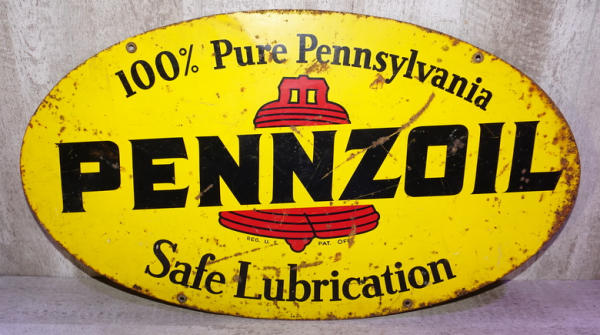 100% Pure Pennsylvania
PENNZOIL
REG. U.S. PAT. OFF.
Safe Lubrication